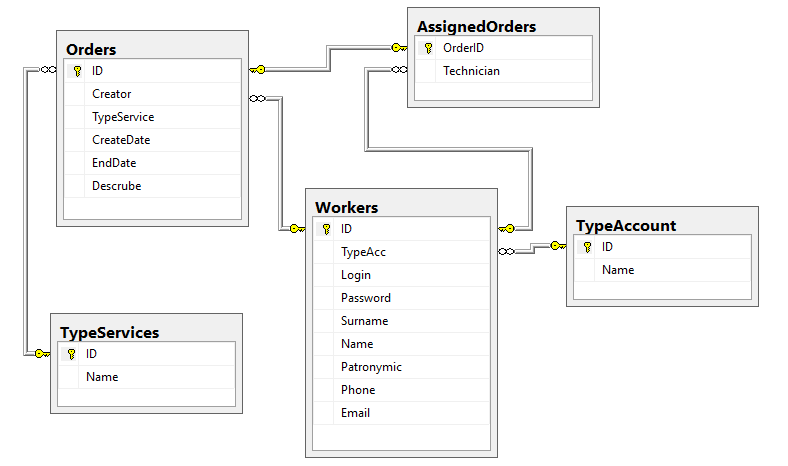 Orders
ID
Creator
TypeService
CreateDate
EndDate
Descrube
AssignedOrders
OrderID
Technician
Workers
ID
TypeAcc
Login
Password
Surname
Name
Patronymic
Phone
Email
TypeAccount
ID
Name
TypeServices
ID
Name